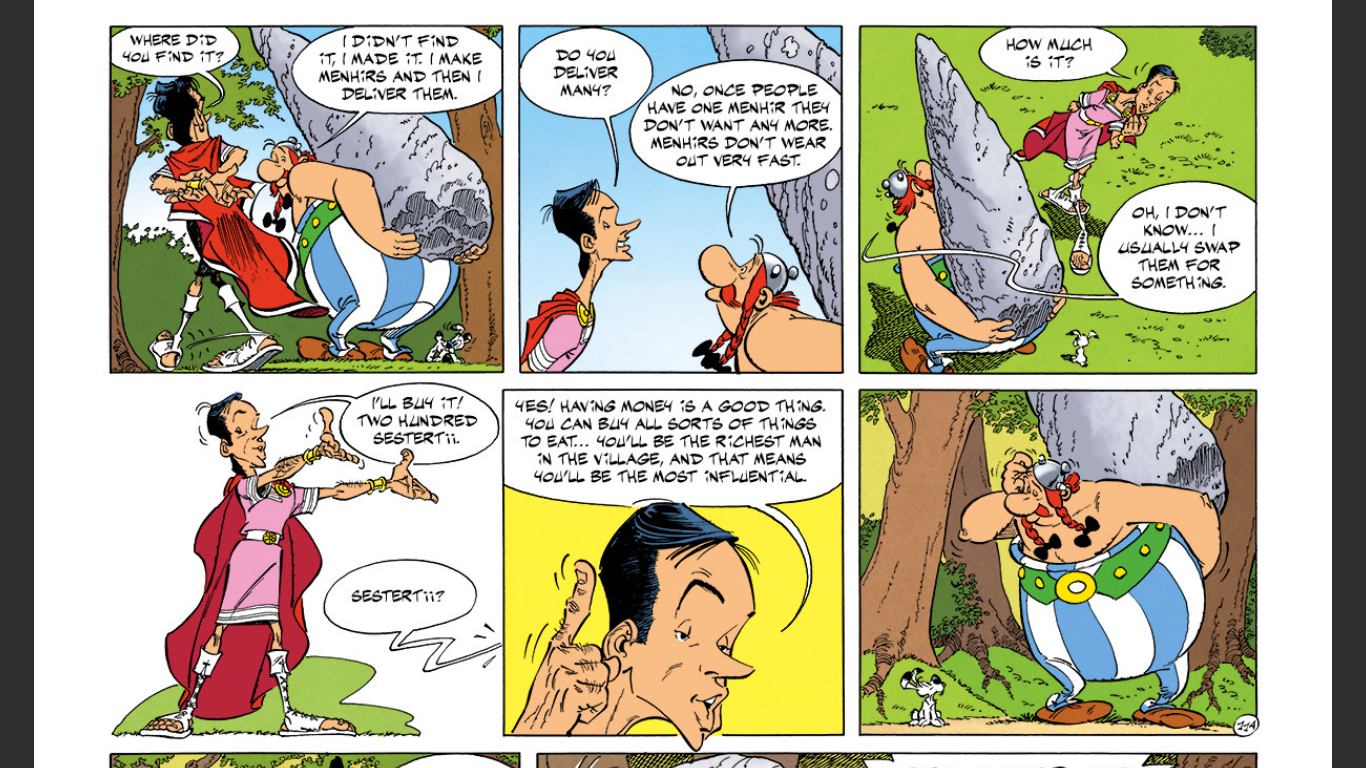 WHERE DID
YOU FIND IT?
I DIDN'T FIND
IT, I MADE IT. I MAKE
MENHIRS AND THEN I
DELIVER THEM.
DO YOU
DELIVER
MANY?
NO, ONCE PEOPLE
HAVE ONE MENHIR THEY
DON'T WANT ANY MORE.
MENHIRS DON'T WEAR
OUT VERY FAST.
HOW MUCH
IS IT?
OH, I DON'T
KNOW... I
USUALLY SWAP
THEM FOR
SOMETHING.
I'LL BUY IT!
TWO HUNDRED
SESTERTII.
SESTERTII?
YES! HAVING MONEY IS A GOOD THING.
YOU CAN BUY ALL SORTS OF THINGS
TO EAT... YOU'LL BE THE RICHEST MAN
IN THE VILLAGE, AND THAT MEANS
YOU'LL BE THE MOST INFLUENTIAL.
11A